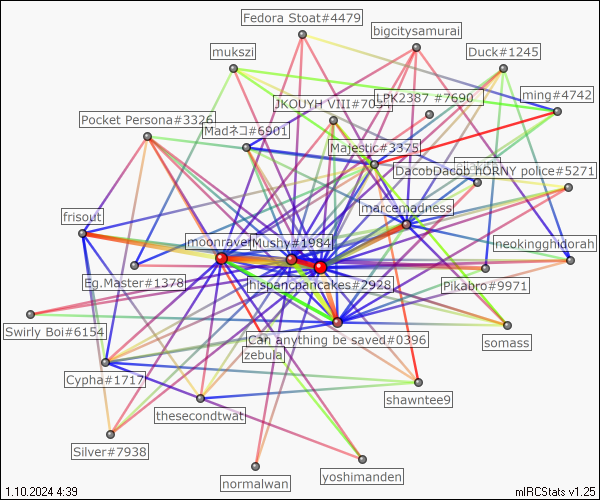 Fedora Stoat#4479
bigcitysamurai
mukszi
Duck#1245
ming#4742
LPK2387 #7690
JKOUYH VIII#7094
Pocket Persona#3326
Madネコ#6901
Majestic#3375
DacobDacob HORNY police#5271
marcemadness
frisout
moonraven
Mushy#1984
neokingghidorah
Eg.Master#1378
hispancpancakes#2928
Pikabro#9971
Swirly Boi#6154
Can anything be saved#0396
somass
zebula
Cypha#1717
shawntee9
thesecondtwat
Silver#7938
normalwan
yoshimanden
1.10.2024 4:39
mIRCStats v1.25